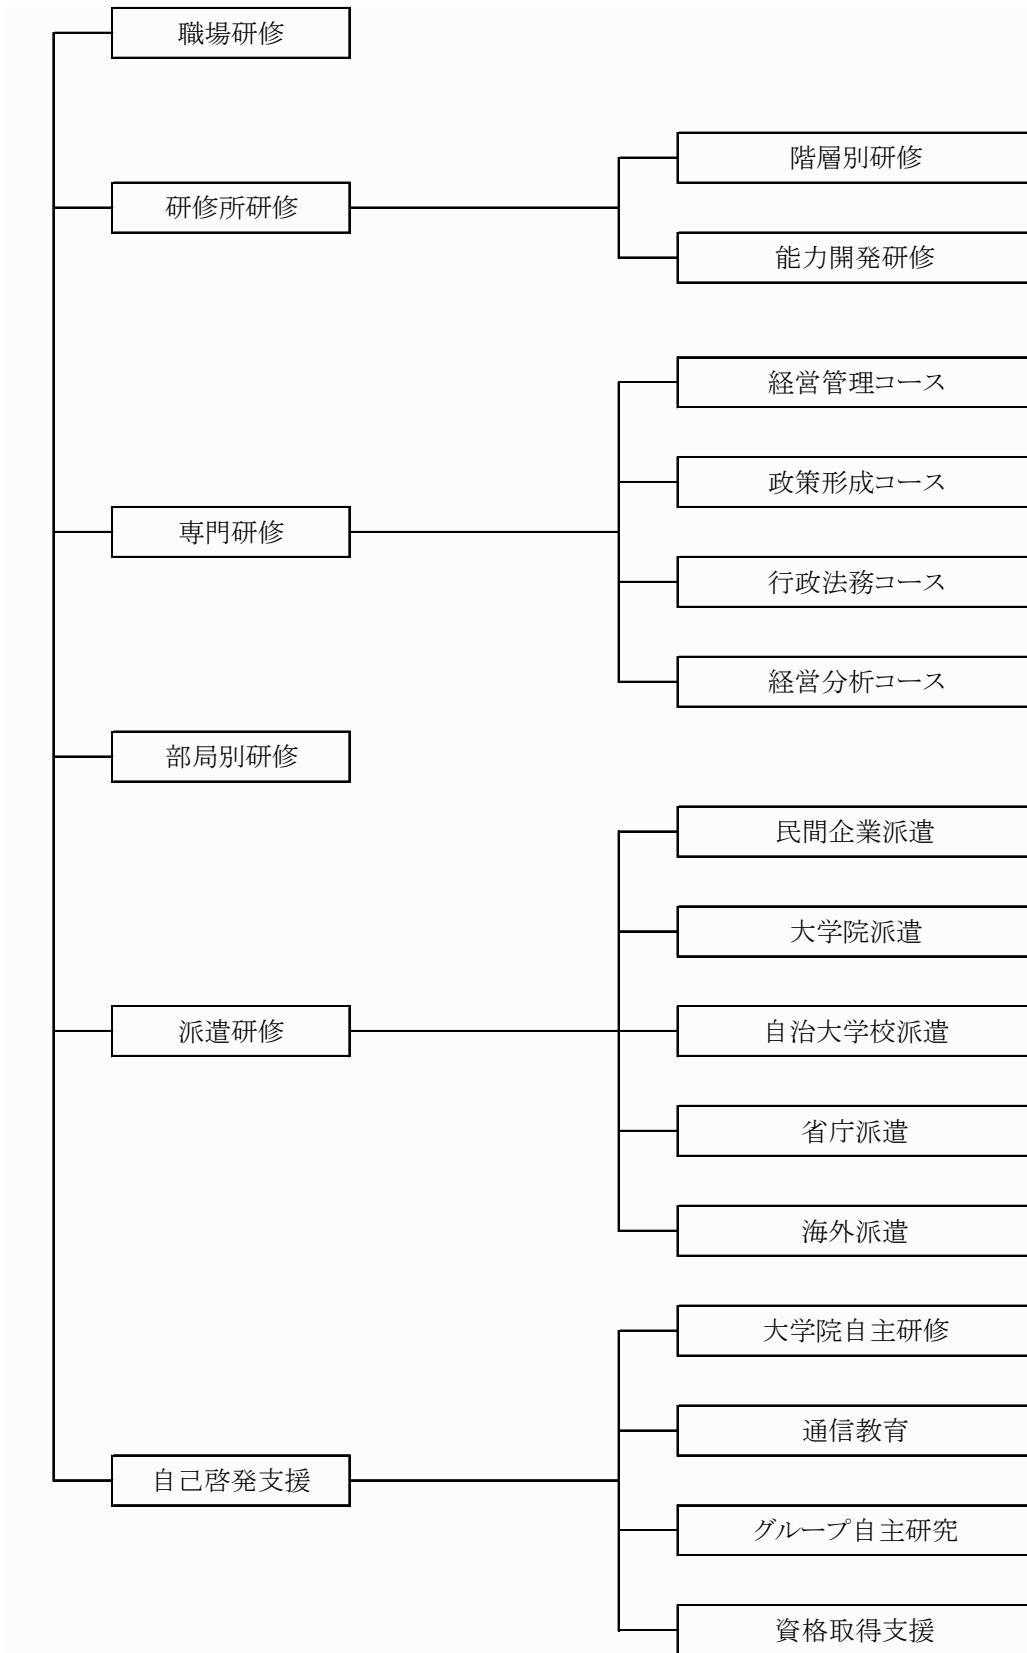 職場研修
研修所研修
階層別研修
能力開発研修
専門研修
経営管理コース
政策形成コース
行政法務コース
経営分析コース
部局別研修
派遣研修
民間企業派遣
大学院派遣
自治大学校派遣
省庁派遣
海外派遣
自己啓発支援
大学院自主研修
通信教育
グループ自主研究
資格取得支援